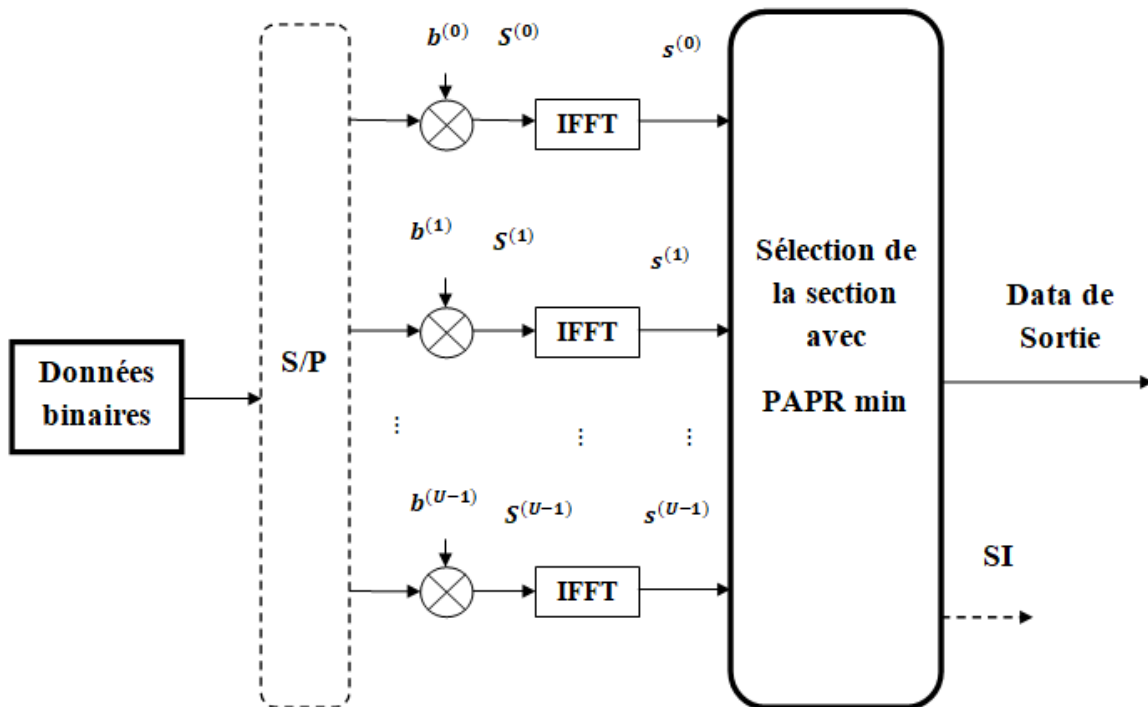 b^(0) S^(0) s^(0)
IFFT
b^(1) S^(1) s^(1)
IFFT
Données
binaires
S/P
⋮ ⋮ ⋮
b^(U−1) S^(U−1) s^(U−1)
IFFT
Sélection de
la section
avec
PAPR min
Data de
Sortie
SI